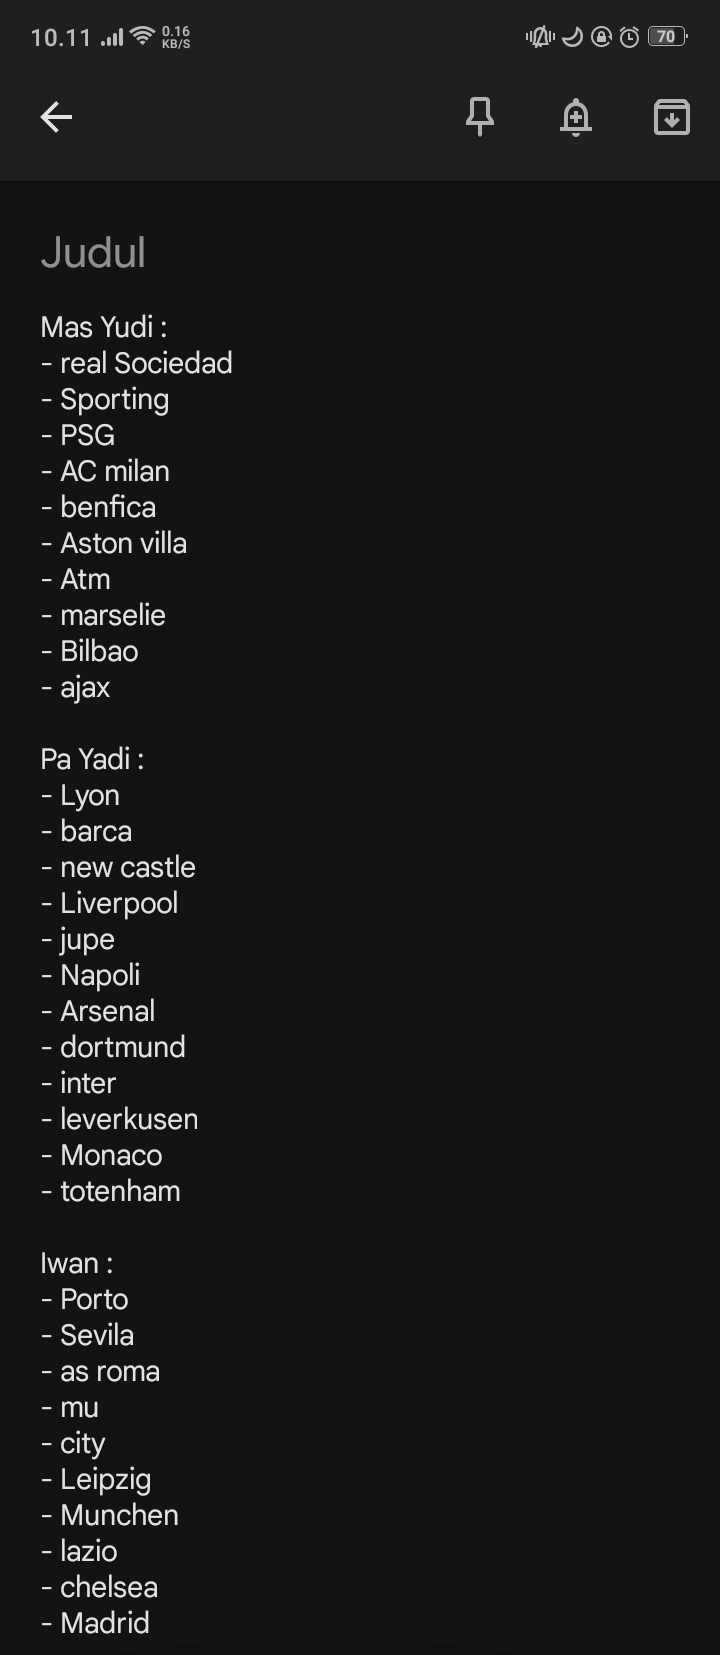 10.11
0.16
KB/S
70
Judul
Mas Yudi :
- real Sociedad
- Sporting
- PSG
- AC milan
- benfica
- Aston villa
- Atm
- marselie
- Bilbao
- ajax
Pa Yadi :
- Lyon
- barca
- new castle
- Liverpool
- jupe
- Napoli
- Arsenal
- dortmund
- inter
- leverkusen
- Monaco
- totenham
Iwan :
- Porto
- Sevila
- as roma
- mu
- city
- Leipzig
- Munchen
- lazio
- chelsea
- Madrid